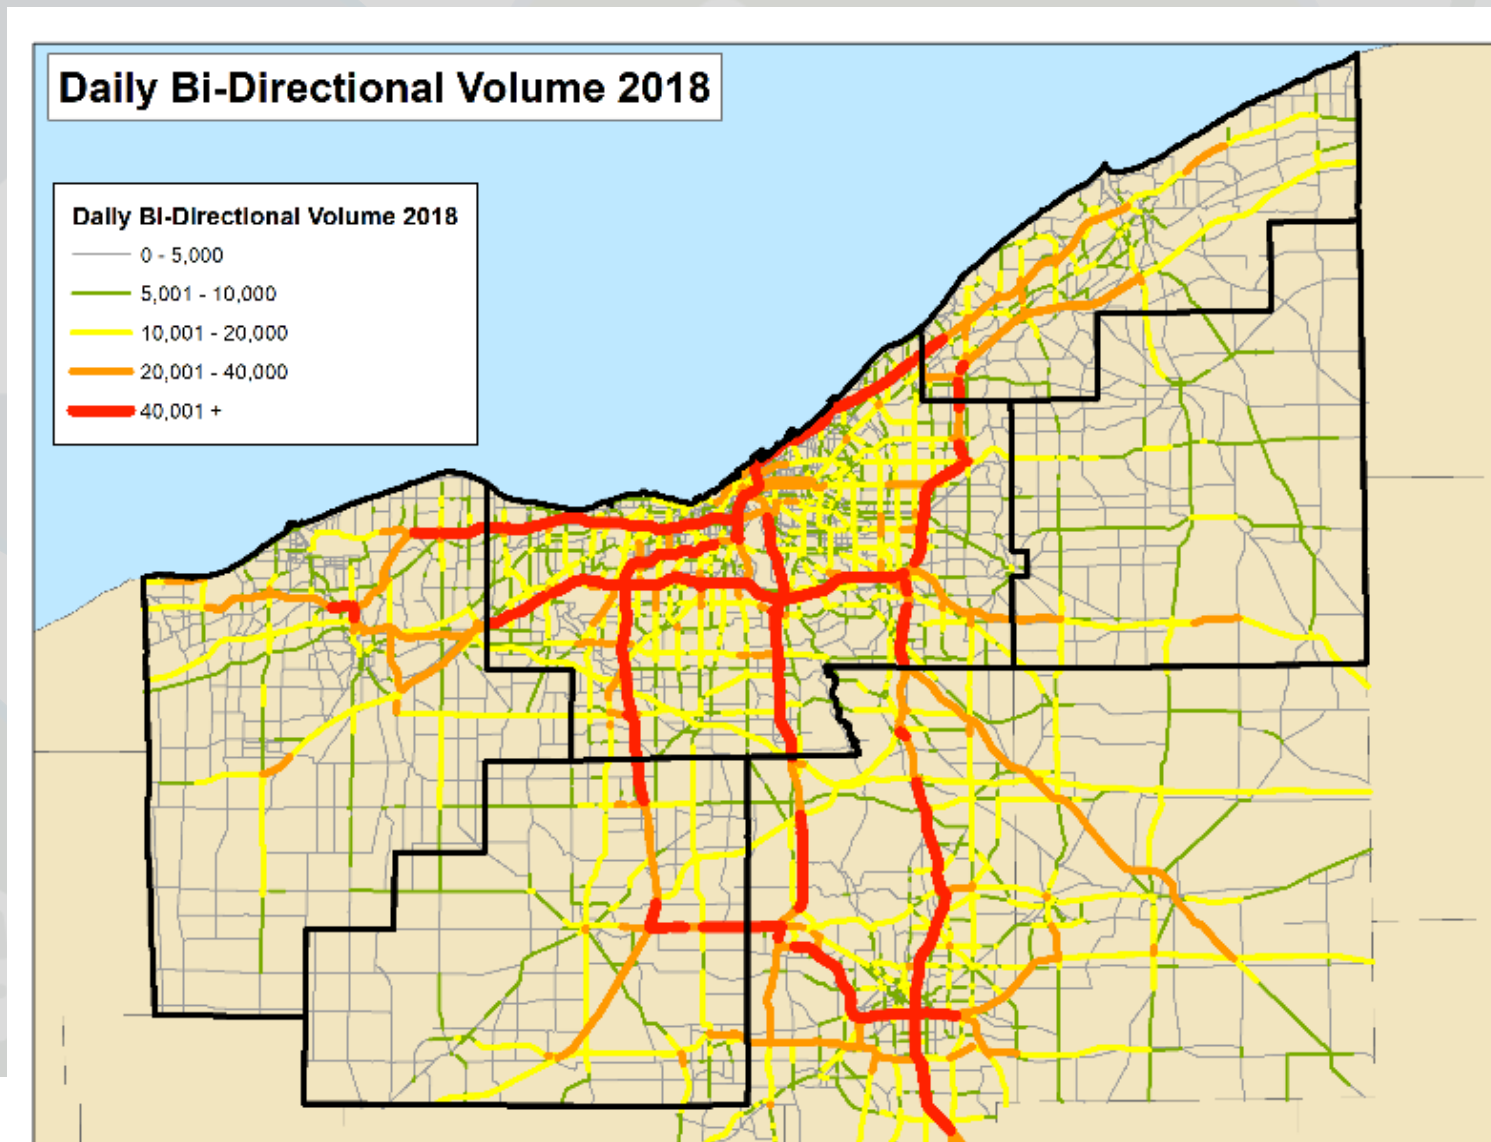 Daily Bi-Directional Volume 2018
Daily Bi-Directional Volume 2018
0 - 5,000
5,001 - 10,000
10,001 - 20,000
20,001 - 40,000
40,001 +